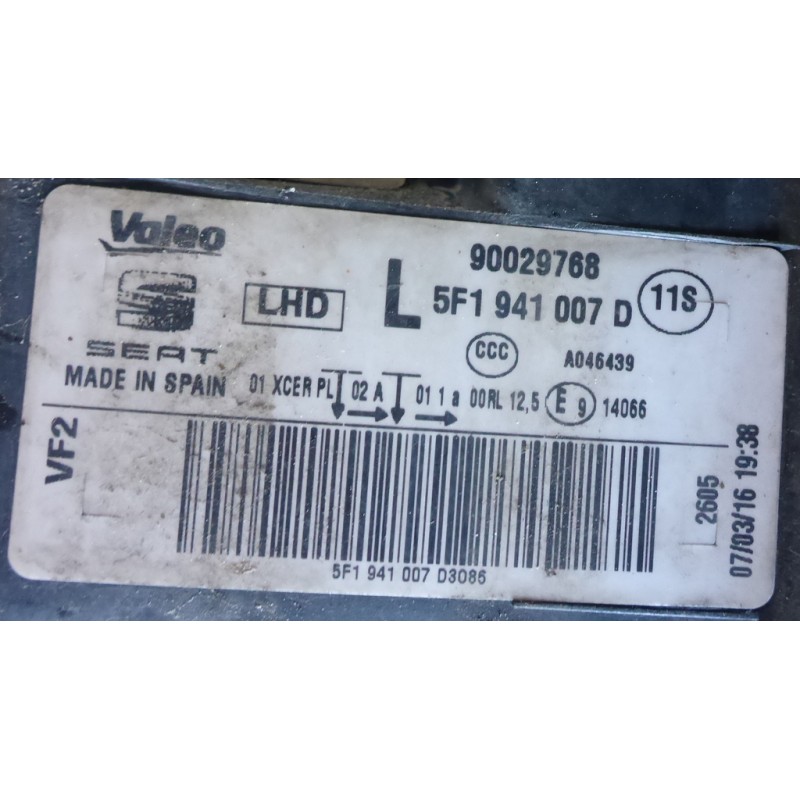 Valeo
SEAT
MADE IN SPAIN
LHD
L
90029768
5F1 941 007 D
11S
CCC
A046439
01 XCER PL 02 A 01 1 a 00RL 12,5 E 9 14066
VF2
5F1 941 007 D3086
2605
07/03/16 19:38